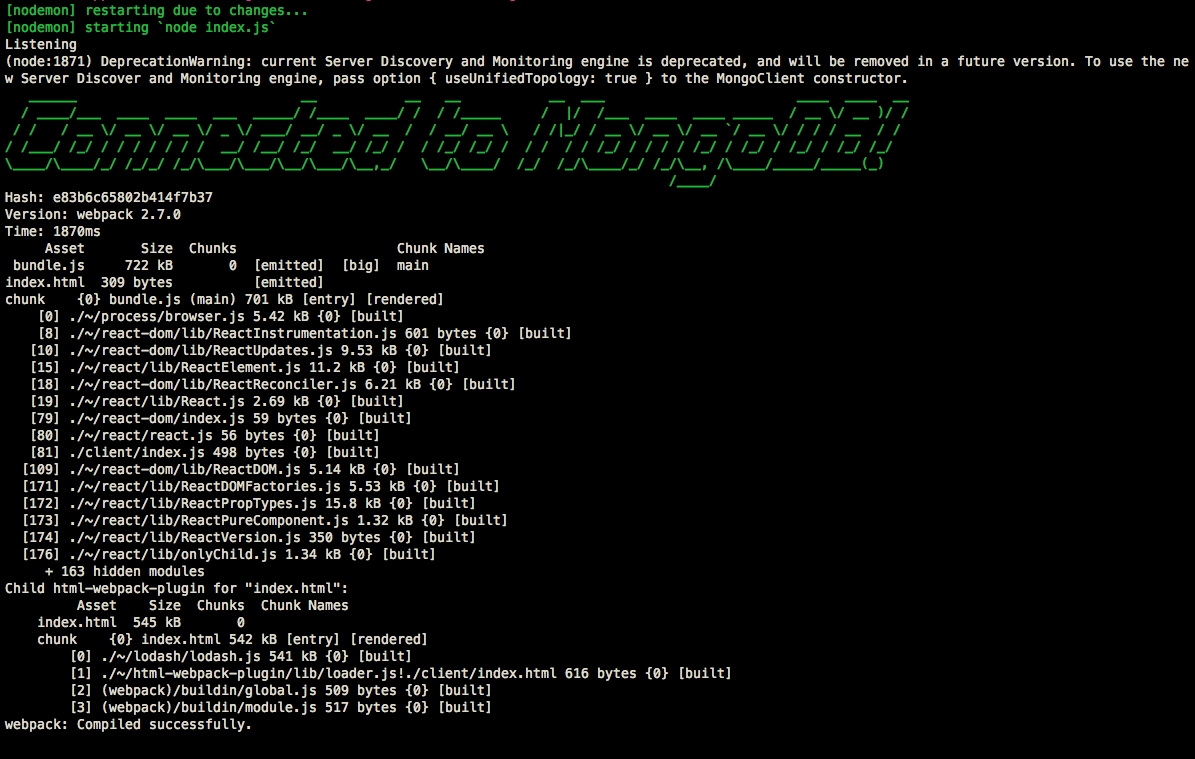 [nodemon] restarting due to changes...
[nodemon] starting `node index.js`
Listening
(node:1871) DeprecationWarning: current Server Discovery and Monitoring engine is deprecated, and will be removed in a future version. To use the ne
w Server Discover and Monitoring engine, pass option { useUnifiedTopology: true } to the MongoClient constructor.
Connected to MongoDB!
Hash: e83b6c65802b414f7b37
Version: webpack 2.7.0
Time: 1870ms
Asset Size Chunks Chunk Names
bundle.js 722 kB 0 [emitted] [big] main
index.html 309 bytes [emitted]
chunk {0} bundle.js (main) 701 kB [entry] [rendered]
[0] ./~/process/browser.js 5.42 kB {0} [built]
[8] ./~/react-dom/lib/ReactInstrumentation.js 601 bytes {0} [built]
[10] ./~/react-dom/lib/ReactUpdates.js 9.53 kB {0} [built]
[15] ./~/react/lib/ReactElement.js 11.2 kB {0} [built]
[18] ./~/react-dom/lib/ReactReconciler.js 6.21 kB {0} [built]
[19] ./~/react/lib/React.js 2.69 kB {0} [built]
[79] ./~/react-dom/index.js 59 bytes {0} [built]
[80] ./~/react/react.js 56 bytes {0} [built]
[81] ./client/index.js 498 bytes {0} [built]
[109] ./~/react-dom/lib/ReactDOM.js 5.14 kB {0} [built]
[171] ./~/react/lib/ReactDOMFactories.js 5.53 kB {0} [built]
[172] ./~/react/lib/ReactPropTypes.js 15.8 kB {0} [built]
[173] ./~/react/lib/ReactPureComponent.js 1.32 kB {0} [built]
[174] ./~/react/lib/ReactVersion.js 350 bytes {0} [built]
[176] ./~/react/lib/onlyChild.js 1.34 kB {0} [built]
+ 163 hidden modules
Child html-webpack-plugin for "index.html":
Asset Size Chunks Chunk Names
index.html 545 kB 0
chunk {0} index.html 542 kB [entry] [rendered]
[0] ./~/lodash/lodash.js 541 kB {0} [built]
[1] ./~/html-webpack-plugin/lib/loader.js!./client/index.html 616 bytes {0} [built]
[2] (webpack)/buildin/global.js 509 bytes {0} [built]
[3] (webpack)/buildin/module.js 517 bytes {0} [built]
webpack: Compiled successfully.